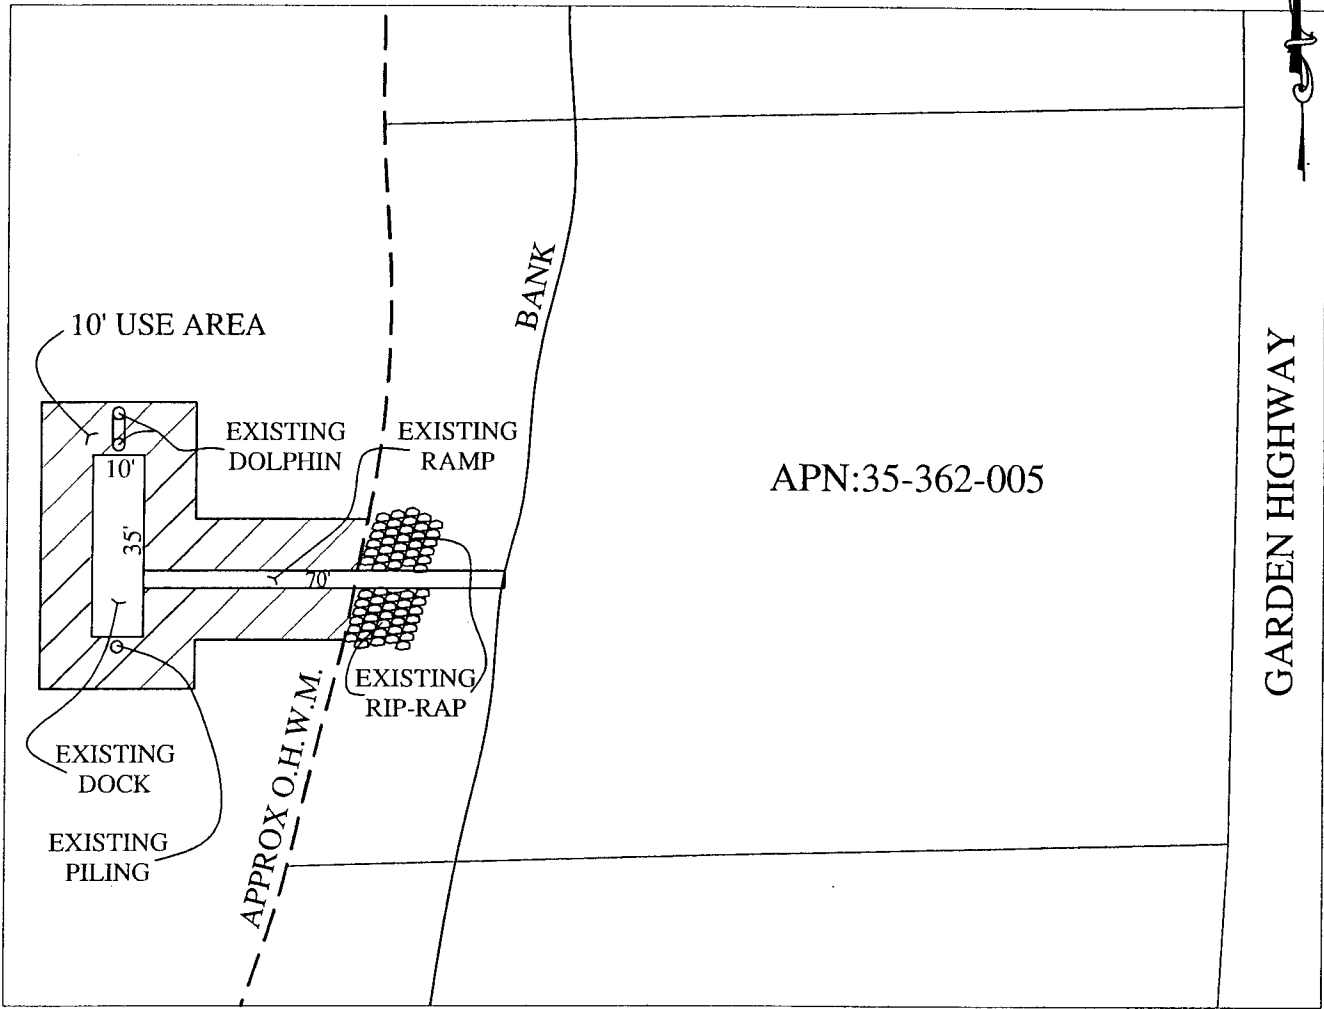 BANK
10' USE AREA
EXISTING
DOLPHIN
EXISTING
RAMP
10'
35'
70'
APN:35-362-005
GARDEN HIGHWAY
EXISTING
RIP-RAP
EXISTING
DOCK
EXISTING
PILING
APPROX O.H.W.M.